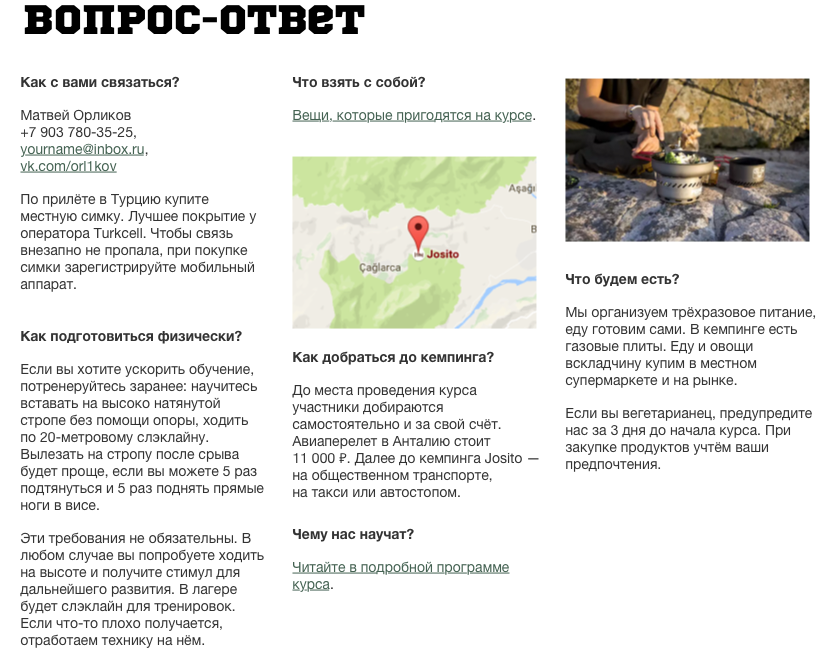 вопрос-ответ
Как с вами связаться?
Матвей Орликов
+7 903 780-35-25,
yourname@inbox.ru,
vk.com/orl1kov
По прилёте в Турцию купите
местную симку. Лучшее покрытие у
оператора Turkcell. Чтобы связь
внезапно не пропала, при покупке
симки зарегистрируйте мобильный
аппарат.
Как подготовиться физически?
Если вы хотите ускорить обучение,
потренеруйтесь заранее: научитесь
вставать на высоко натянутой
стропе без помощи опоры, ходить
по 20-метровому слэклайну.
Вылезать на стропу после срыва
будет проще, если вы можете 5 раз
подтянуться и 5 раз поднять прямые
ноги в висе.
Эти требования не обязательны. В
любом случае вы попробуете ходить
на высоте и получите стимул для
дальнейшего развития. В лагере
будет слэклайн для тренировок.
Если что-то плохо получается,
отработаем технику на нём.
Что взять с собой?
Вещи, которые пригодятся на курсе.
Aşağı
B
Josito
Çağlarca
Как добраться до кемпинга?
До места проведения курса
участники добираются
самостоятельно и за свой счёт.
Авиаперелет в Анталию стоит
11 000 ₽. Далее до кемпинга Josito —
на общественном транспорте,
на такси или автостопом.
Чему нас научат?
Читайте в подробной программе
курса.
Что будем есть?
Мы организуем трёхразовое питание,
еду готовим сами. В кемпинге есть
газовые плиты. Еду и овощи
вскладчину купим в местном
супермаркете и на рынке.
Если вы вегетарианец, предупредите
нас за 3 дня до начала курса. При
закупке продуктов учтём ваши
предпочтения.